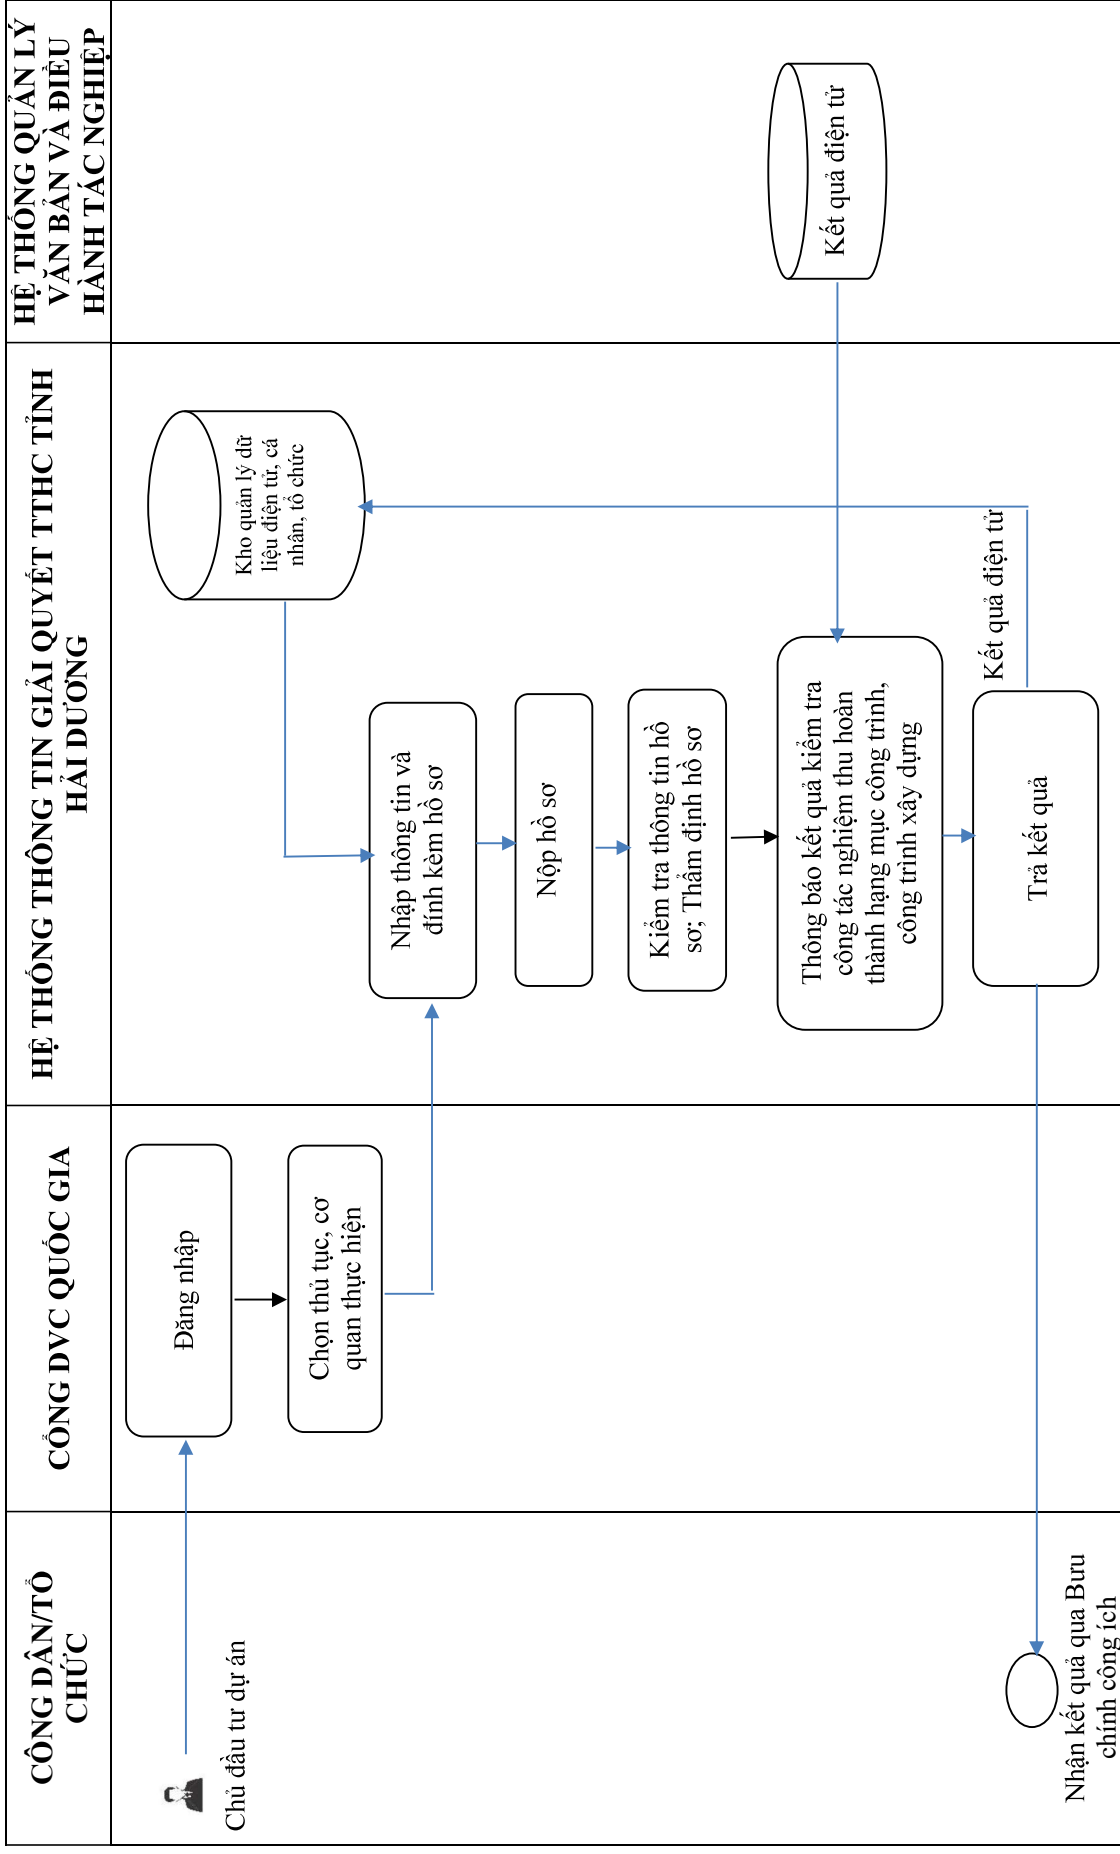 CÔNG DÂN/TỔ
CHỨC
CỔNG DVC QUỐC GIA
HỆ THỐNG THÔNG TIN GIẢI QUYẾT TTHC TỈNH
HẢI DƯƠNG
HỆ THỐNG QUẢN LÝ
VĂN BẢN VÀ ĐIỀU
HÀNH TÁC NGHIỆP
Chủ đầu tư dự án
Đăng nhập
Chọn thủ tục, cơ
quan thực hiện
Kho quản lý dữ
liệu điện tử, cá
nhân, tổ chức
Nhập thông tin và
đính kèm hồ sơ
Nộp hồ sơ
Kiểm tra thông tin hồ
sơ; Thẩm định hồ sơ
Thông báo kết quả kiểm tra
công tác nghiệm thu hoàn
thành hạng mục công trình,
công trình xây dựng
Kết quả điện tử
Kết quả điện tử
Trả kết quả
Nhận kết quả qua Bưu
chính công ích